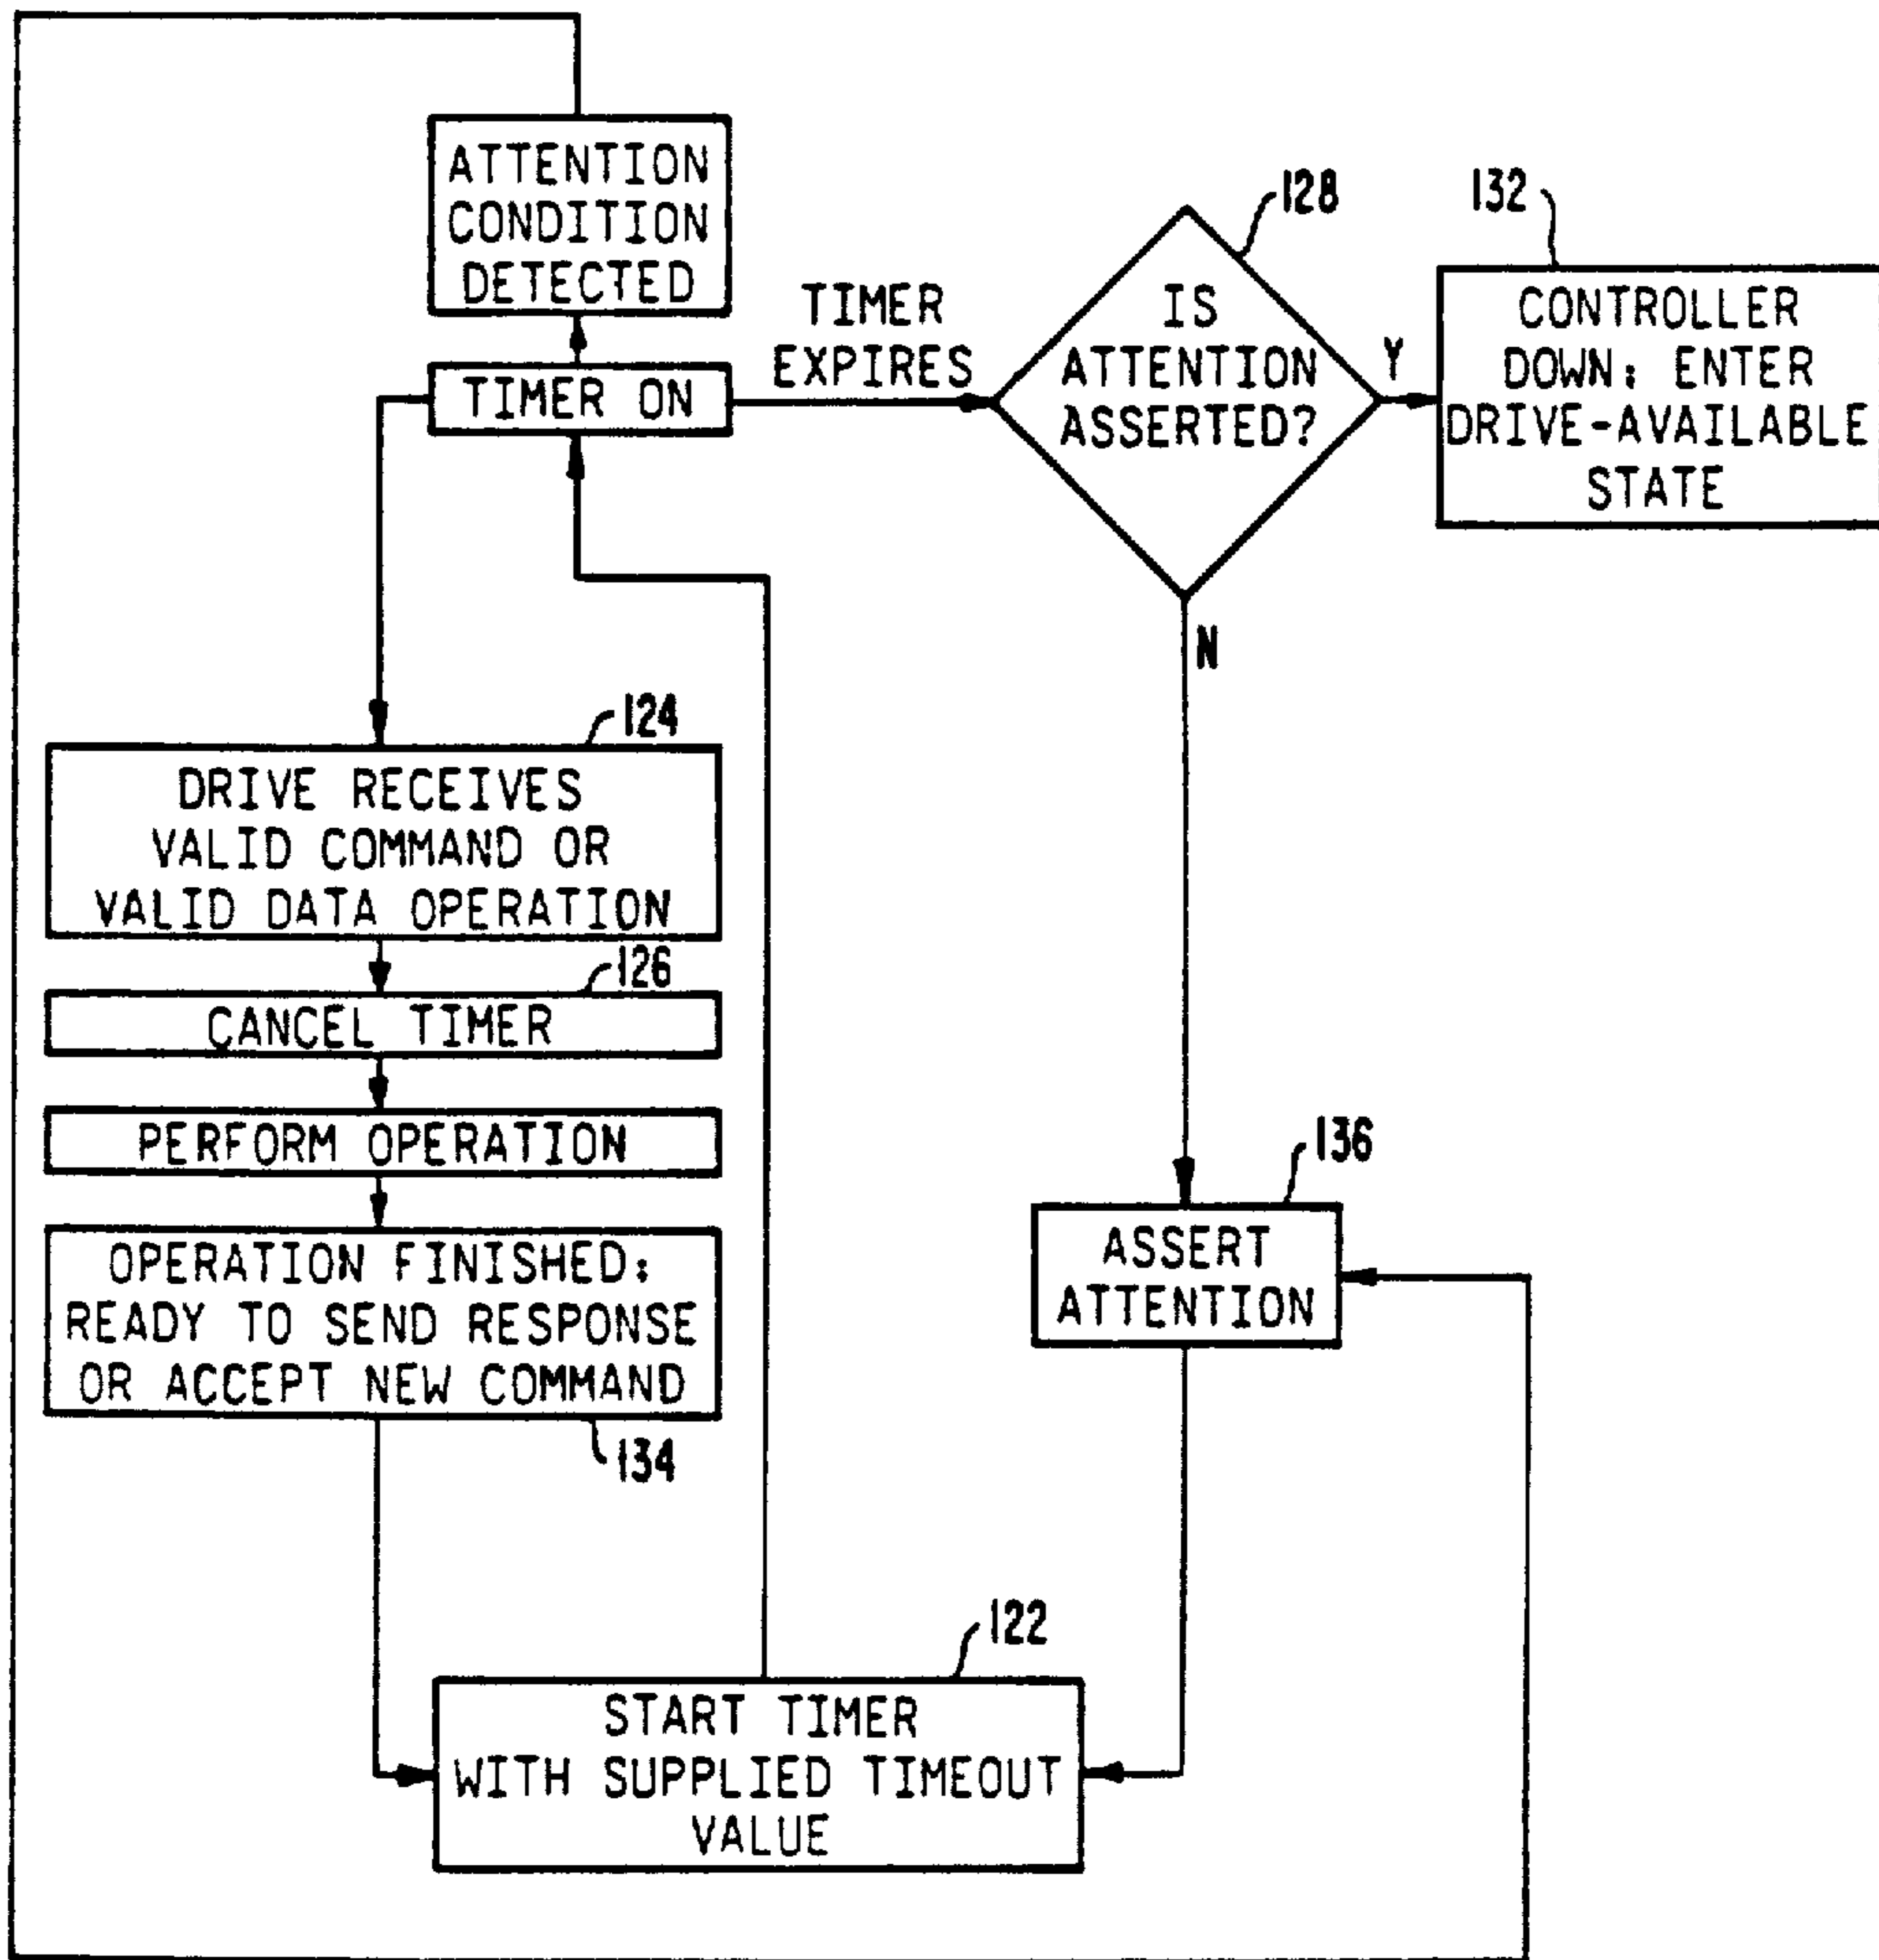 ATTENTION
CONDITION
DETECTED
TIMER ON
TIMER
EXPIRES
128
IS
ATTENTION
ASSERTED?
Y
N
132
CONTROLLER
DOWN: ENTER
DRIVE-AVAILABLE
STATE
124
DRIVE RECEIVES
VALID COMMAND OR
VALID DATA OPERATION
126
CANCEL TIMER
PERFORM OPERATION
OPERATION FINISHED:
READY TO SEND RESPONSE
OR ACCEPT NEW COMMAND
134
136
ASSERT
ATTENTION
122
START TIMER
WITH SUPPLIED TIMEOUT
VALUE